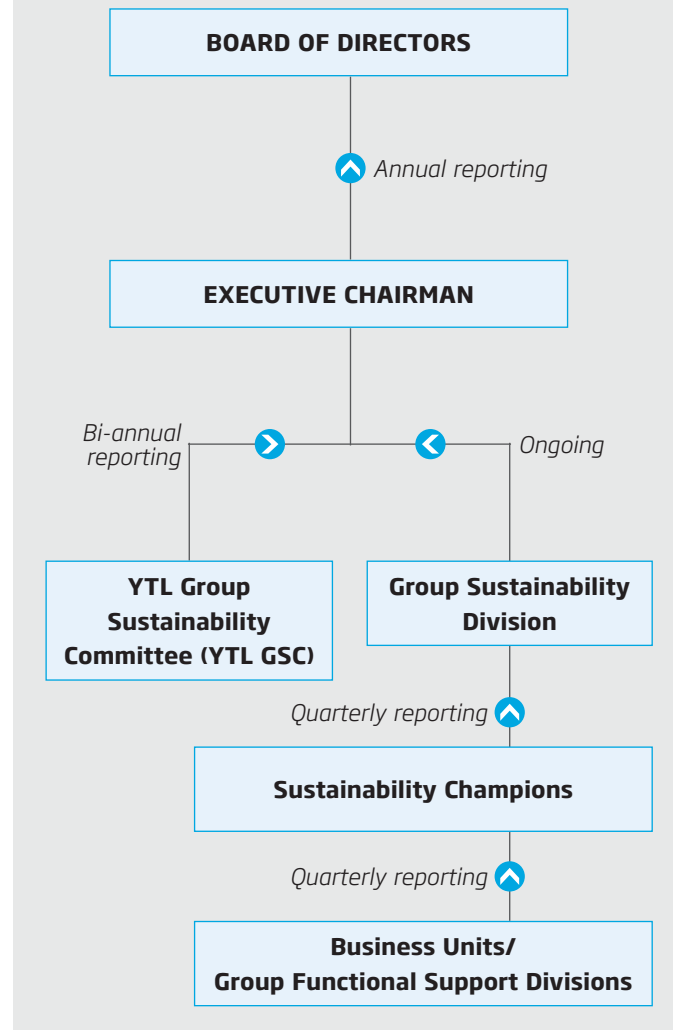 BOARD OF DIRECTORS
Annual reporting
EXECUTIVE CHAIRMAN
Bi-annual
reporting
Ongoing
YTL Group
Sustainability
Committee (YTL GSC)
Group Sustainability
Division
Quarterly reporting
Sustainability Champions
Quarterly reporting
Business Units/
Group Functional Support Divisions